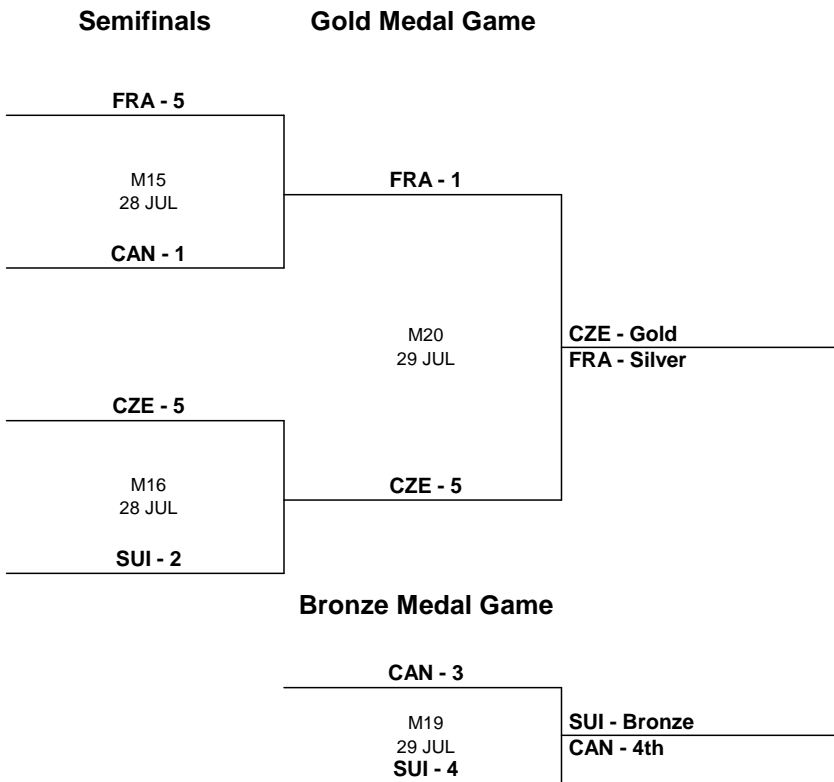 Semifinals Gold Medal Game
FRA - 5
M15
28 JUL
FRA - 1
CAN - 1
M20
29 JUL
CZE - Gold
FRA - Silver
CZE - 5
M16
28 JUL
CZE - 5
SUI - 2
Bronze Medal Game
CAN - 3
M19
29 JUL
SUI - Bronze
CAN - 4th
SUI - 4